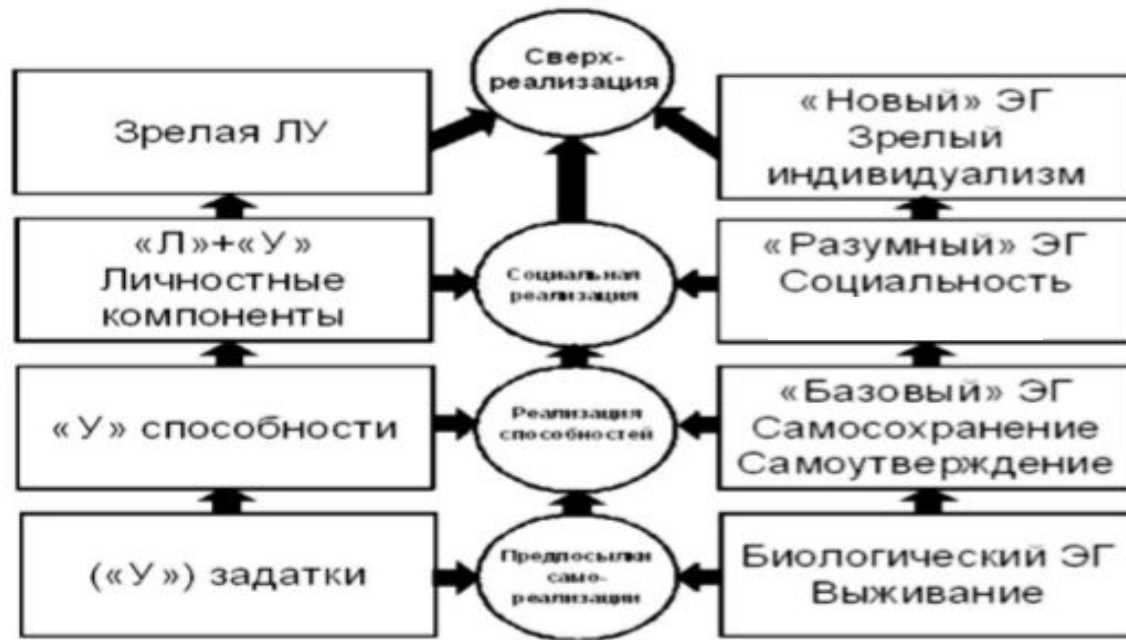 Сверх-
реализация
Зрелая ЛУ
«Новый» ЭГ
Зрелый
индивидуализм
«Л»+«У»
Личностные
компоненты
Социальная
реализация
«Разумный» ЭГ
Социальность
«У» способности
Реализация
способностей
«Базовый» ЭГ
Самосохранение
Самоутверждение
(«У») задатки
Предпосылки
само-
реализации
Биологический ЭГ
Выживание